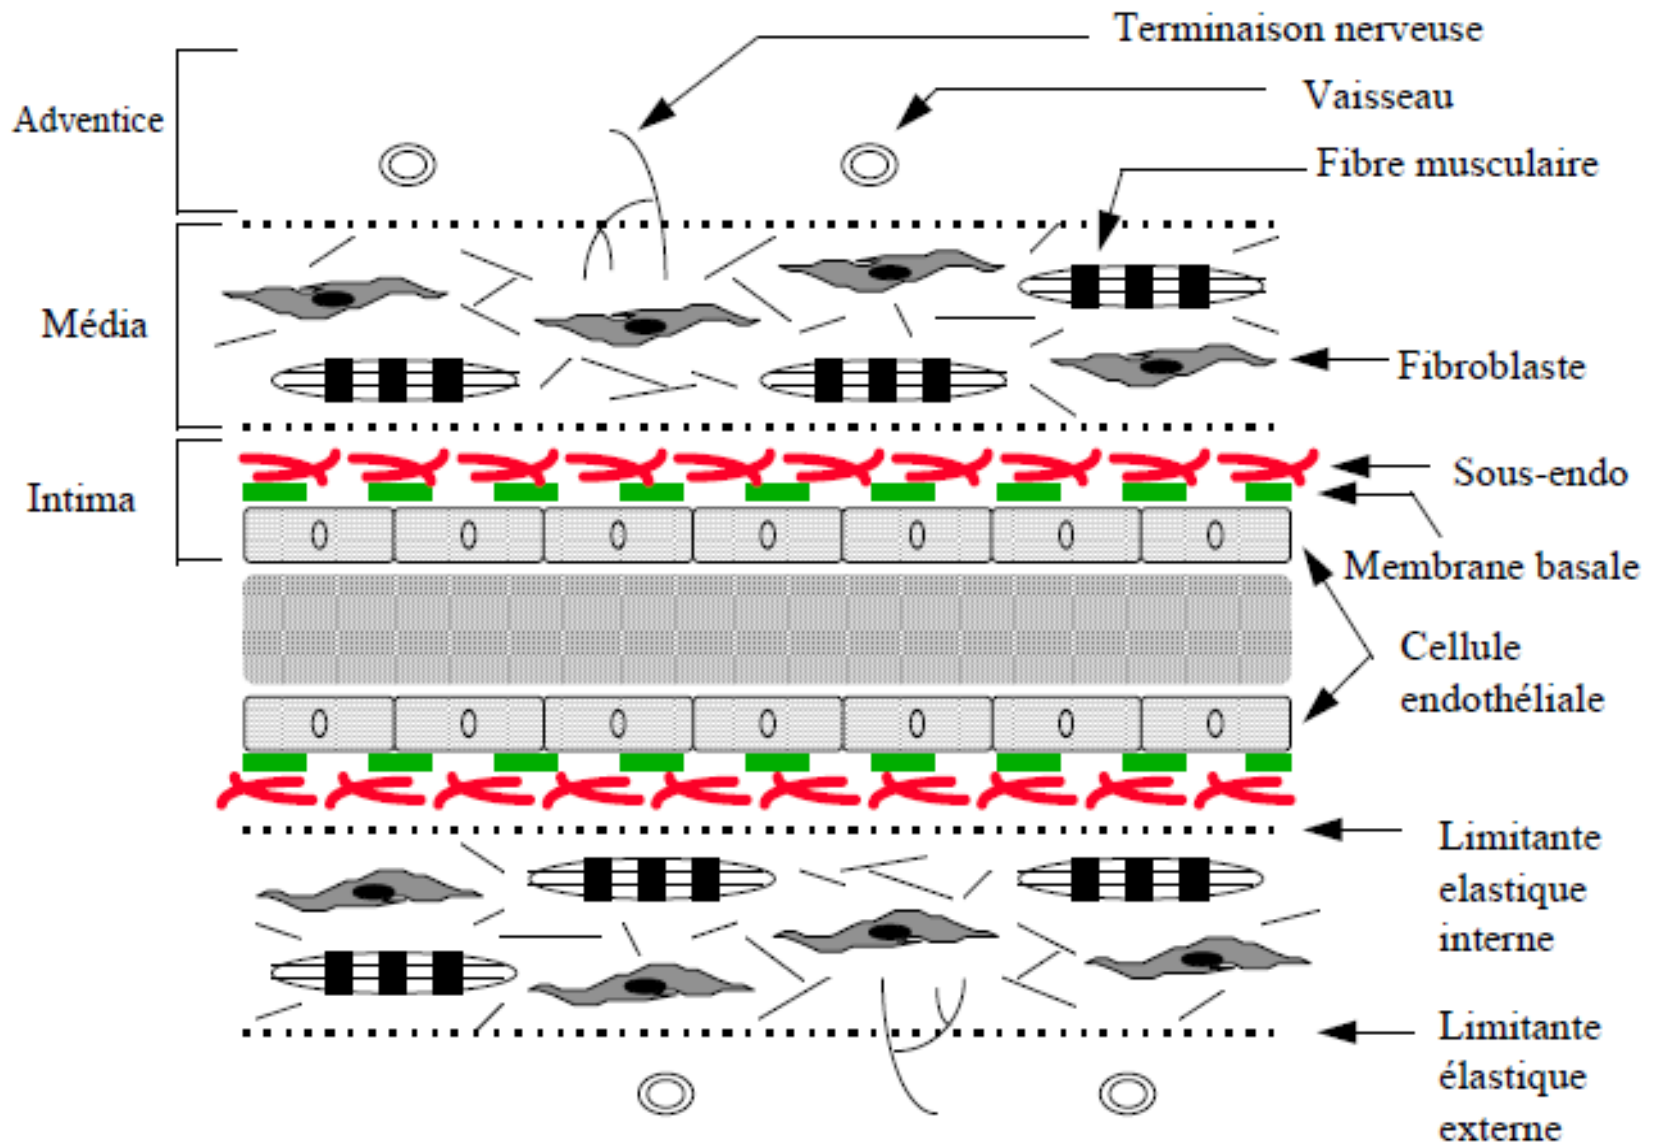 Terminaison nerveuse
Vaisseau
Adventice
Fibre musculaire
Média
Fibroblaste
Sous-endo
Intima
Membrane basale
Cellule
endothéliale
Limitante
elastique
interne
Limitante
élastique
externe